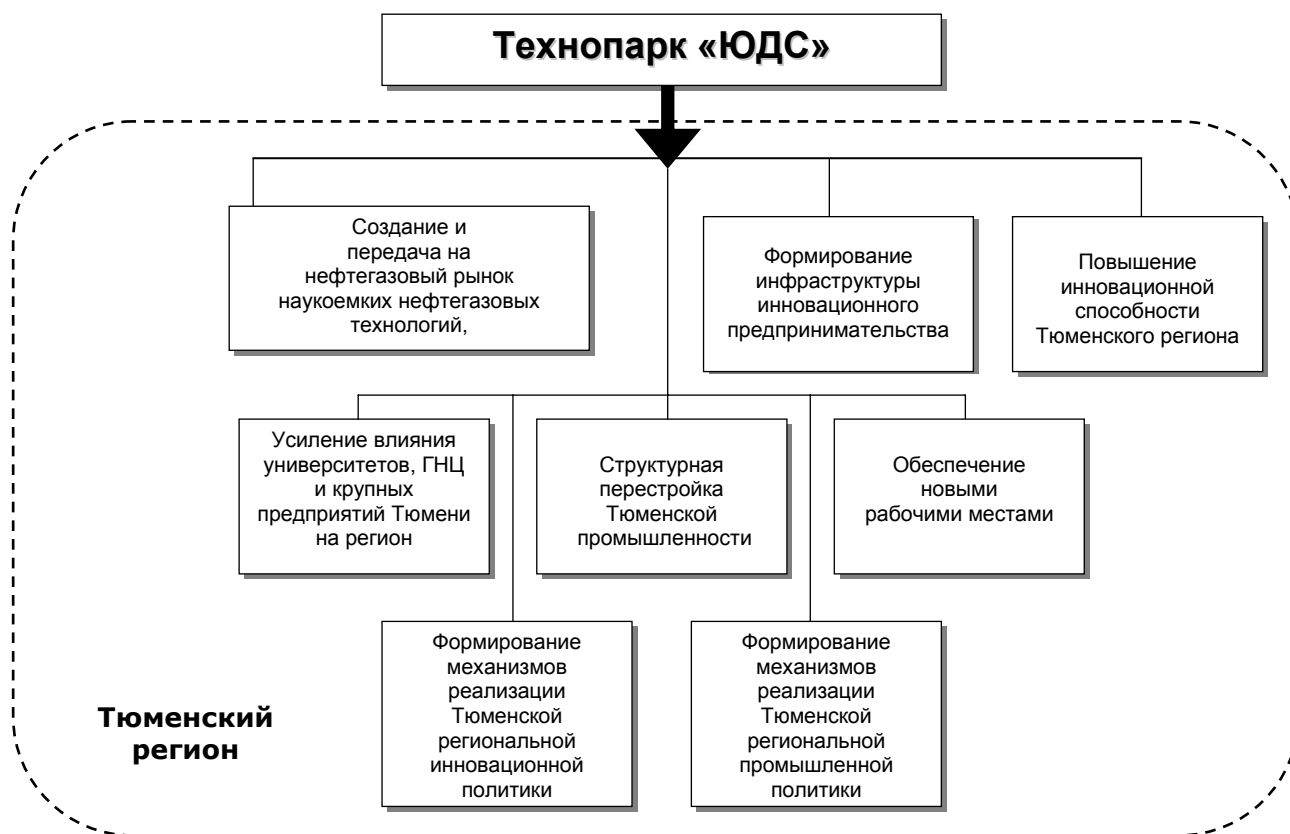 Технопарк «ЮДС»
Создание и
передача на
нефтегазовый рынок
наукоемких нефтегазовых
технологий,
Формирование
инфраструктуры
инновационного
предпринимательства
Повышение
инновационной
способности
Тюменского региона
Усиление влияния
университетов, ГНЦ
и крупных
предприятий Тюмени
на регион
Структурная
перестройка
Тюменской
промышленности
Обеспечение
новыми
рабочими местами
Формирование
механизмов
реализации
Тюменской
региональной
инновационной
политики
Формирование
механизмов
реализации
Тюменской
региональной
промышленной
политики
Тюменский
регион